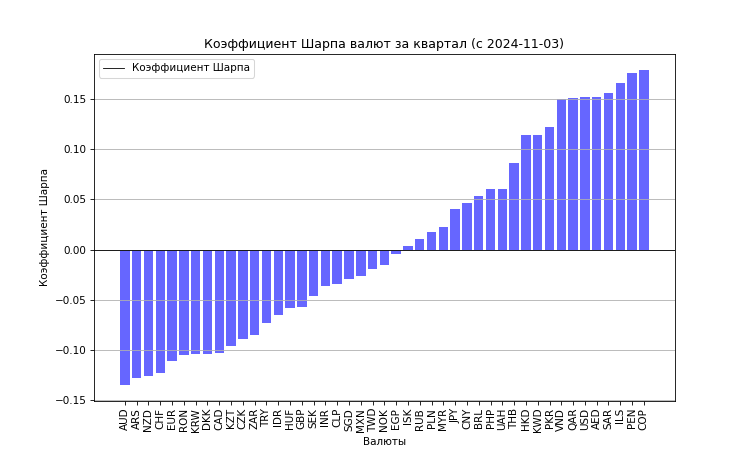 Коэффициент Шарпа валют за квартал (с 2024-11-03)
Коэффициент Шарпа
Коэффициент Шарпа
0.15
0.10
0.05
0.00
−0.05
−0.10
−0.15
AUD ARS NZD CHF EUR RON KRW DKK CAD KZT CZK ZAR TRY IDR HUF GBP SEK INR CLP SGD MXN TWD NOK EGP ISK RUB PLN MYR JPY CNY BRL PHP UAH THB HKD KWD PKR VND QAR USD AED SAR ILS PEN COP
Валюты